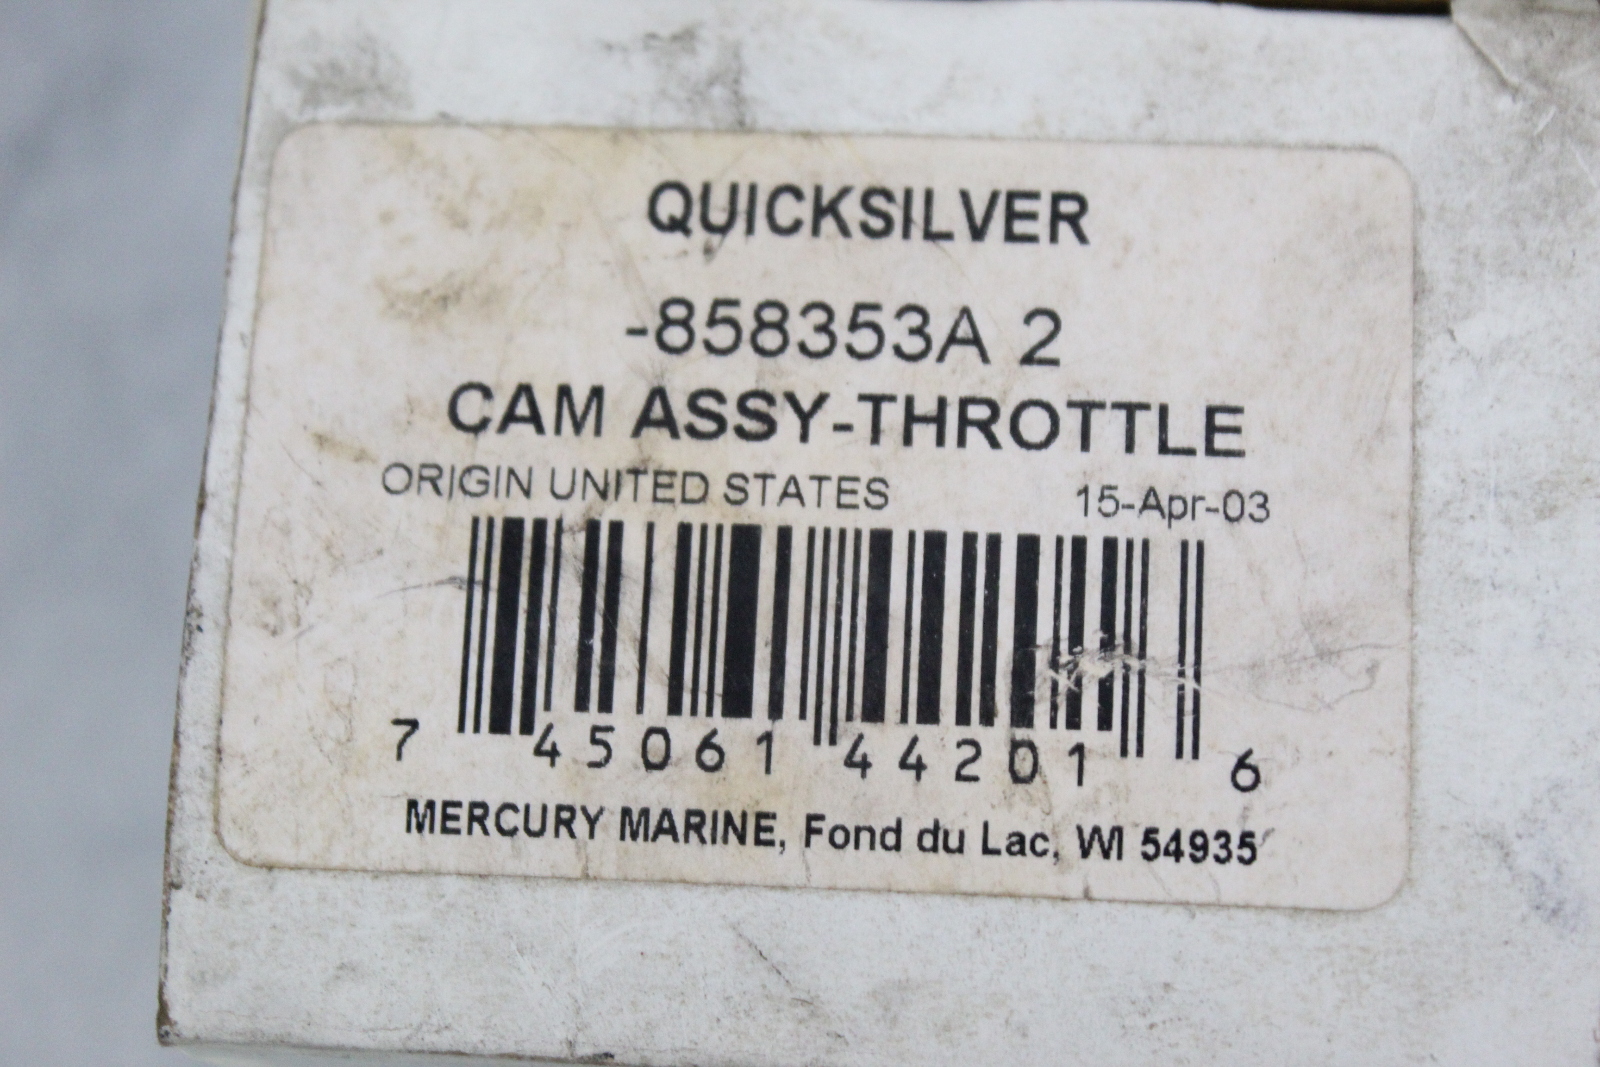 QUICKSILVER
-858353A 2
CAM ASSY-THROTTLE
ORIGIN UNITED STATES 15-Apr-03
7 45061 44201 6
MERCURY MARINE, Fond du Lac, WI 54935